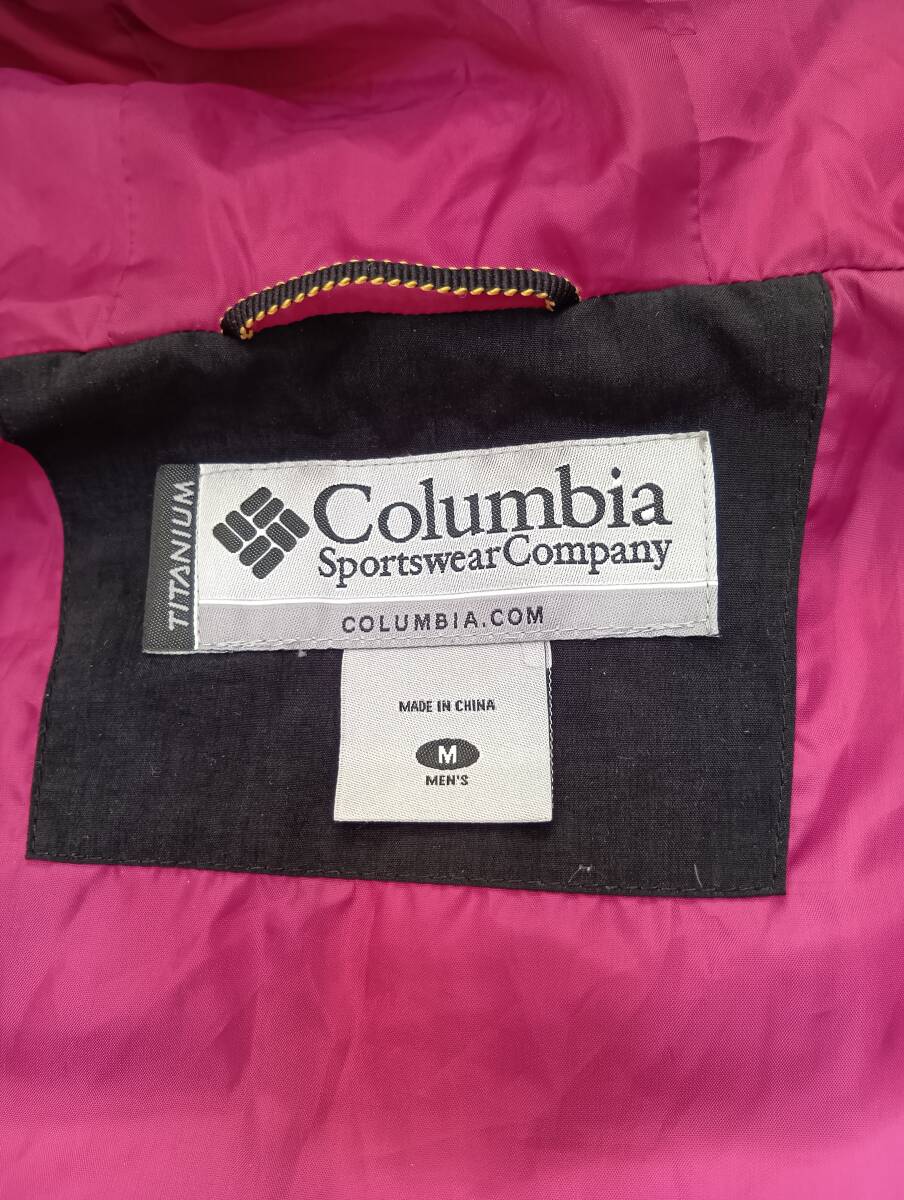 TITANIUM
Columbia
Sportswear Company
COLUMBIA.COM
MADE IN CHINA
M
MEN'S